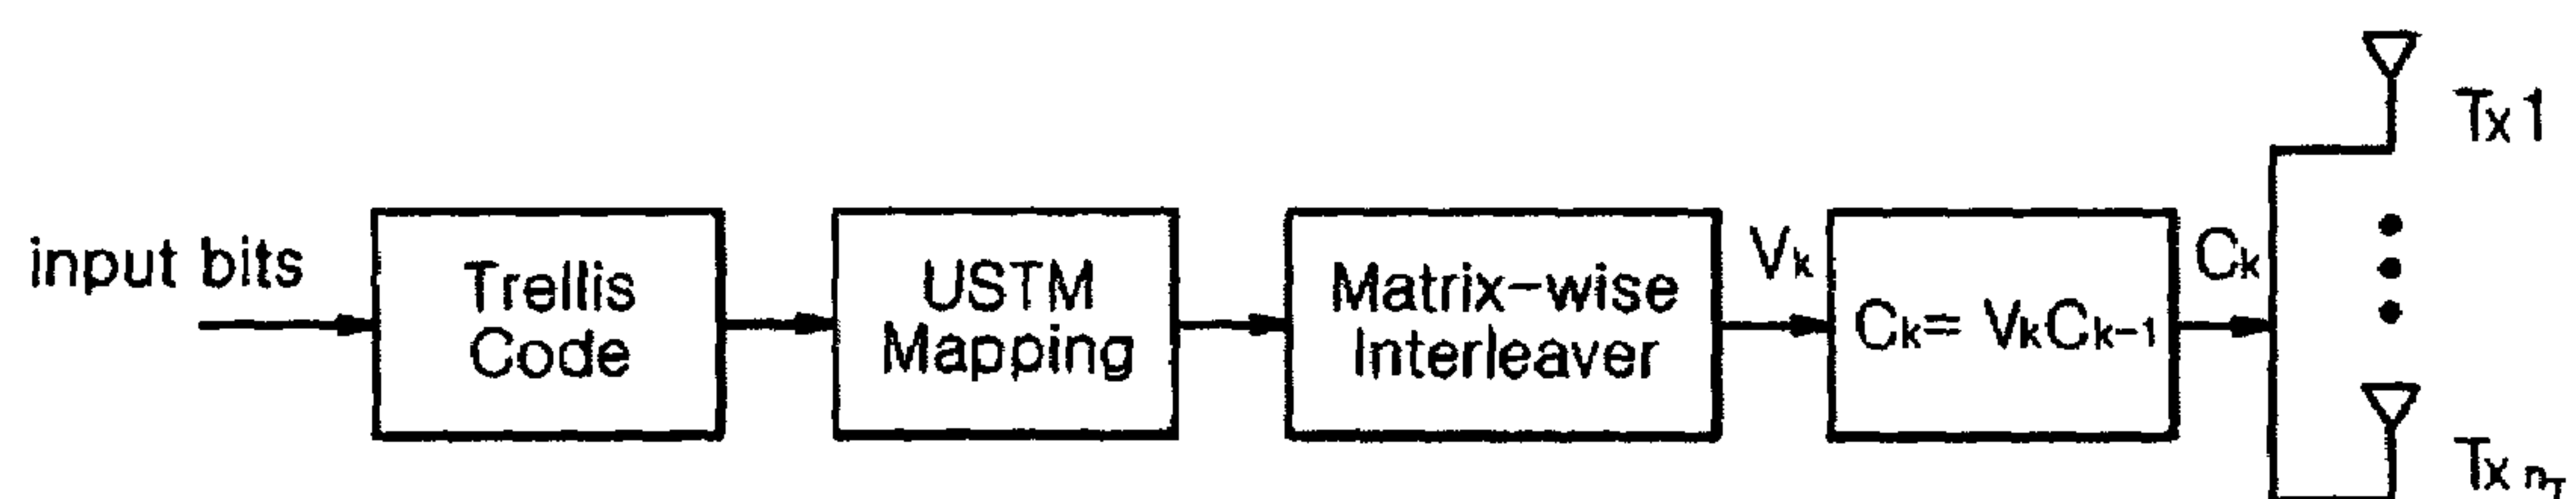 input bits
Trellis
Code
USTM
Mapping
Matrix-wise
Interleaver
Vk
Ck= VkCk-1
Ck
Tx 1
Tx nT